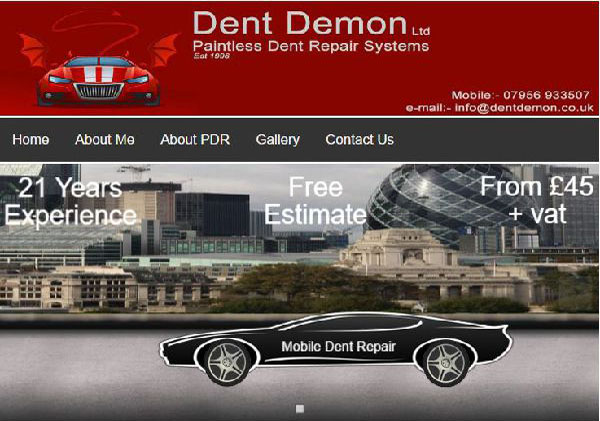 Dent Demon Ltd
Paintless Dent Repair Systems
Est 1998
Mobile:- 07956 933507
e-mail:- info@dentdemon.co.uk
Home About Me About PDR Gallery Contact Us
21 Years
Experience
Free
Estimate
From £45
+ vat
Mobile Dent Repair